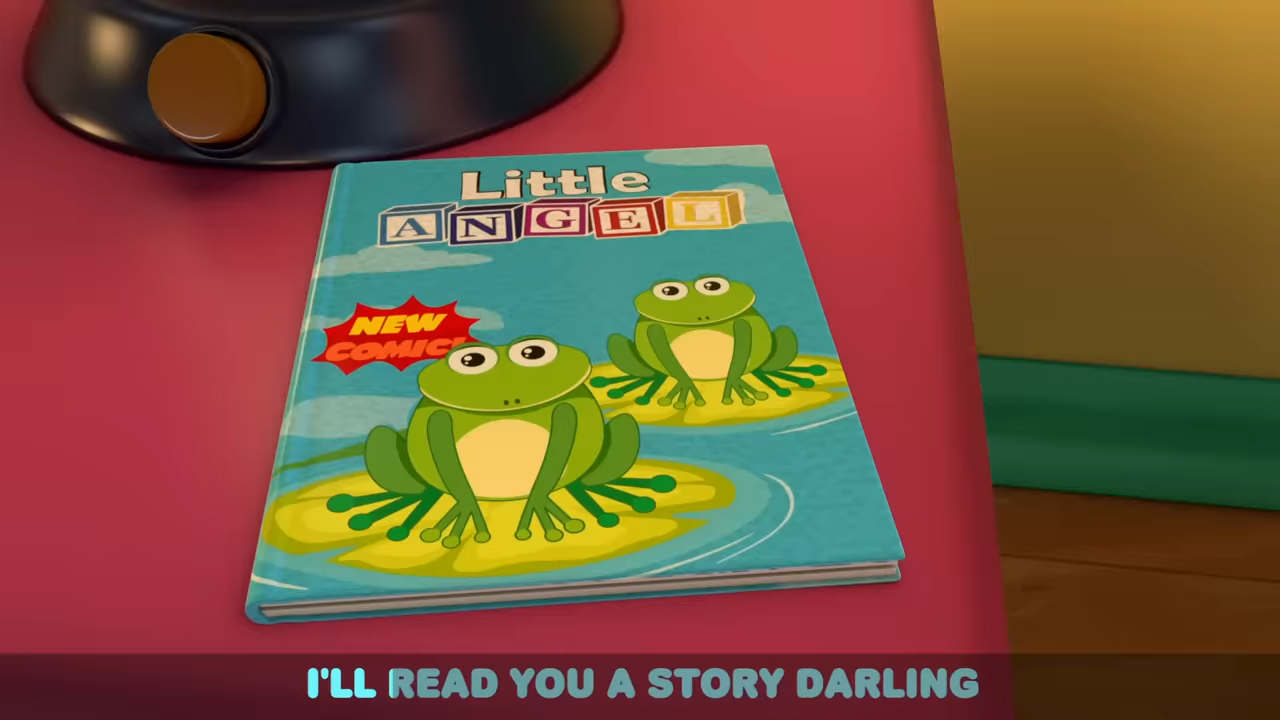 Little
ANGEL
NEW
COMIC!
I'LL READ YOU A STORY DARLING